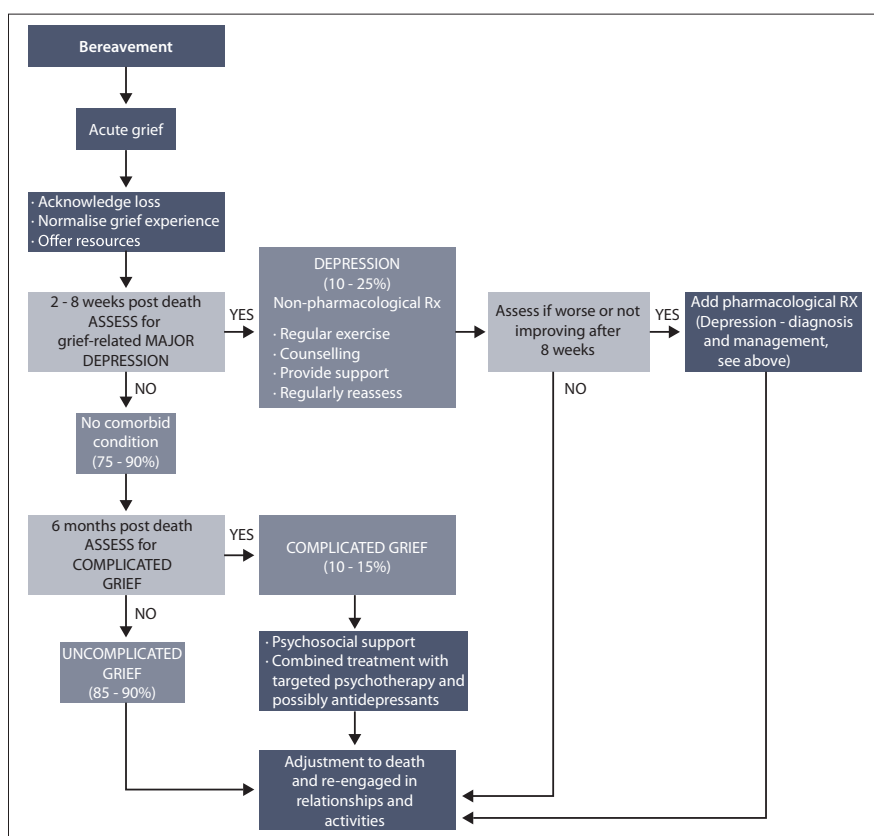 Bereavement
Acute grief
· Acknowledge loss
· Normalise grief experience
· Offer resources
2 - 8 weeks post death
ASSESS for
grief-related MAJOR
DEPRESSION
YES
DEPRESSION
(10 - 25%)
Non-pharmacological Rx
· Regular exercise
· Counselling
· Provide support
· Regularly reassess
Assess if worse or not
improving after
8 weeks
YES
Add pharmacological RX
(Depression - diagnosis
and management,
see above)
NO
NO
No comorbid
condition
(75 - 90%)
6 months post death
ASSESS for
COMPLICATED
GRIEF
YES
COMPLICATED GRIEF
(10 - 15%)
NO
UNCOMPLICATED
GRIEF
(85 - 90%)
· Psychosocial support
· Combined treatment with
targeted psychotherapy and
possibly antidepressants
Adjustment to death
and re-engaged in
relationships and
activities